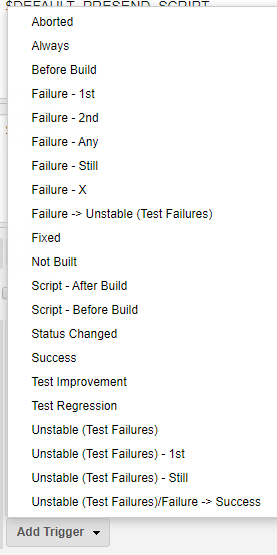 $DEFAULT_PRESEND_SCRIPT
Aborted
Always
Before Build
Failure - 1st
Failure - 2nd
Failure - Any
Failure - Still
Failure - X
Failure -> Unstable (Test Failures)
Fixed
Not Built
Script - After Build
Script - Before Build
Status Changed
Success
Test Improvement
Test Regression
Unstable (Test Failures)
Unstable (Test Failures) - 1st
Unstable (Test Failures) - Still
Unstable (Test Failures)/Failure -> Success
Add Trigger